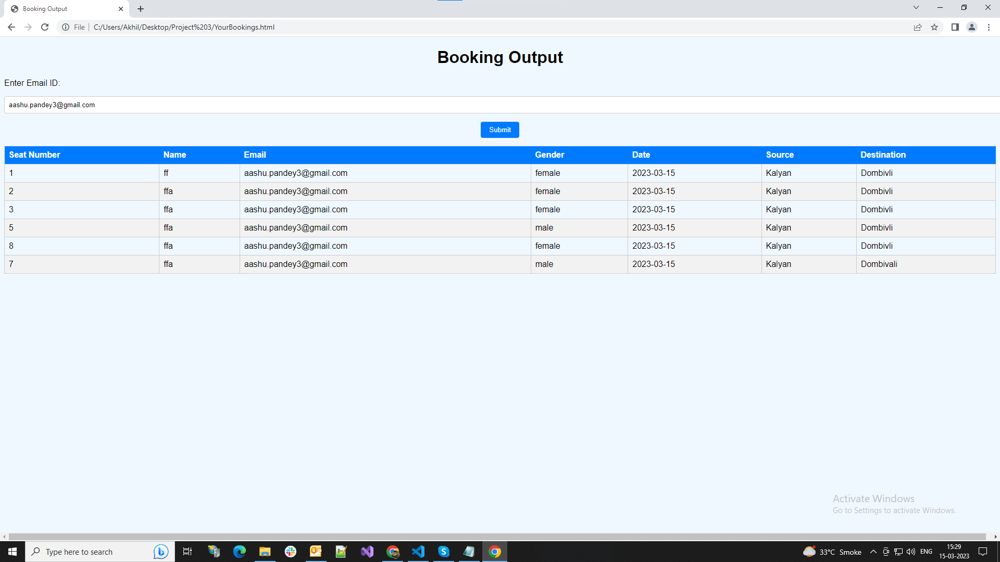 Booking Output
File
C:/Users/Akhil/Desktop/Project%203/YourBookings.html
Booking Output
Enter Email ID:
aashu.pandey3@gmail.com
Submit
Seat Number Name Email Gender Date Source Destination
1 ff aashu.pandey3@gmail.com female 2023-03-15 Kalyan Dombivli
2 ffa aashu.pandey3@gmail.com female 2023-03-15 Kalyan Dombivli
3 ffa aashu.pandey3@gmail.com female 2023-03-15 Kalyan Dombivli
5 ffa aashu.pandey3@gmail.com male 2023-03-15 Kalyan Dombivli
8 ffa aashu.pandey3@gmail.com female 2023-03-15 Kalyan Dombivli
7 ffa aashu.pandey3@gmail.com male 2023-03-15 Kalyan Dombivali
Activate Windows
Go to Settings to activate Windows.
Type here to search
33°C Smoke
ENG
15:29
15-03-2023